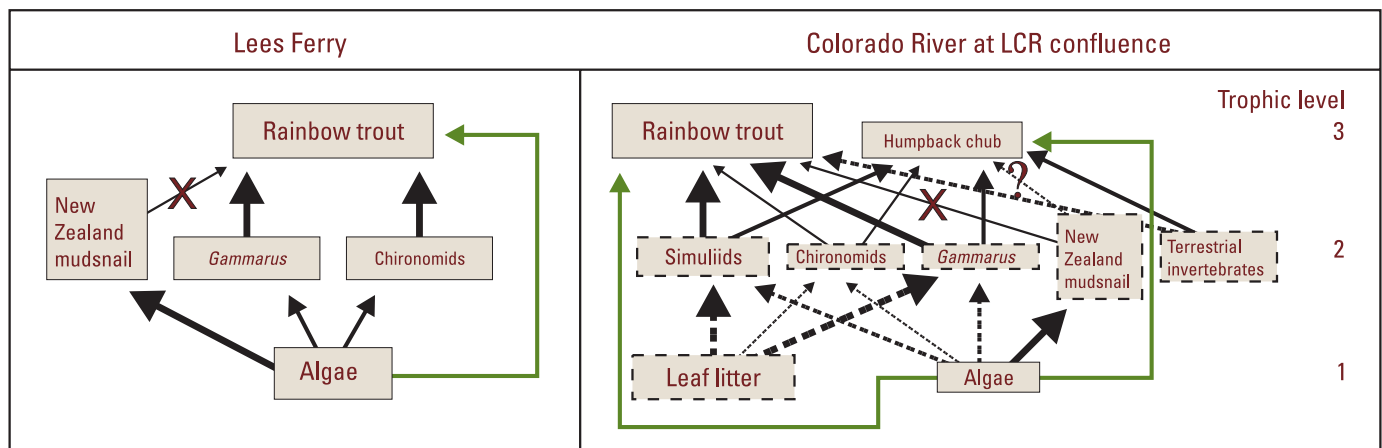 Lees Ferry
Rainbow trout
New
Zealand
mudsnail
X
Gammarus
Chironomids
Algae
Colorado River at LCR confluence
Trophic level
Rainbow trout
Humpback chub
3
?
X
Simuliids
Chironomids
Gammarus
New
Zealand
mudsnail
Terrestrial
invertebrates
2
Leaf litter
Algae
1